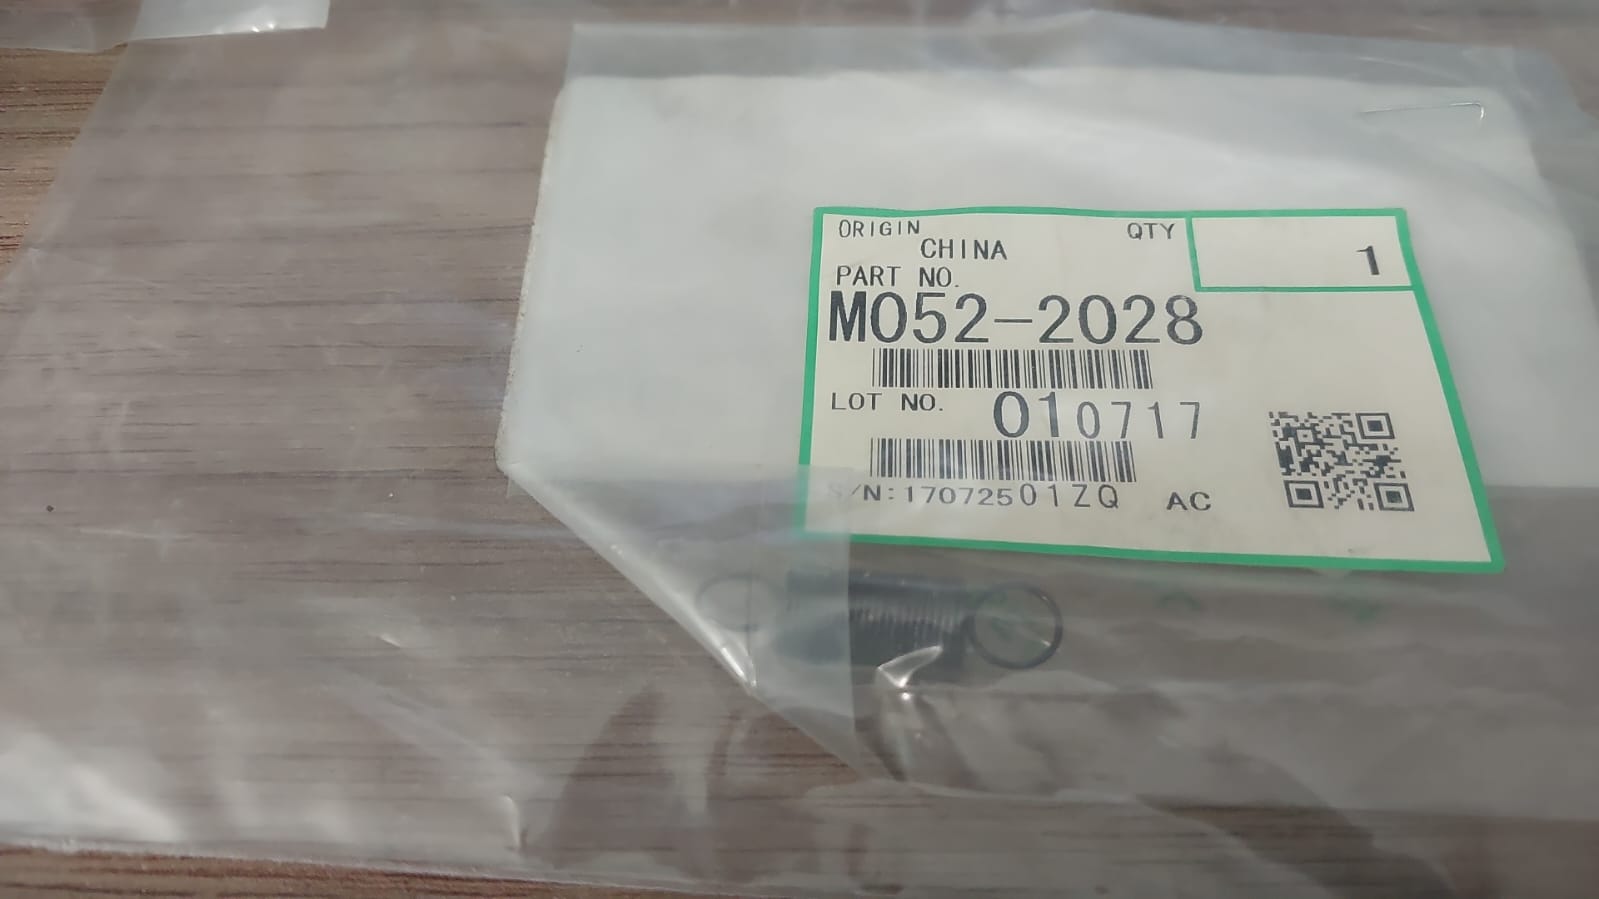 ORIGIN
CHINA
QTY
1
PART NO.
M052-2028
LOT NO. 010717
S/N:17072501ZQ AC